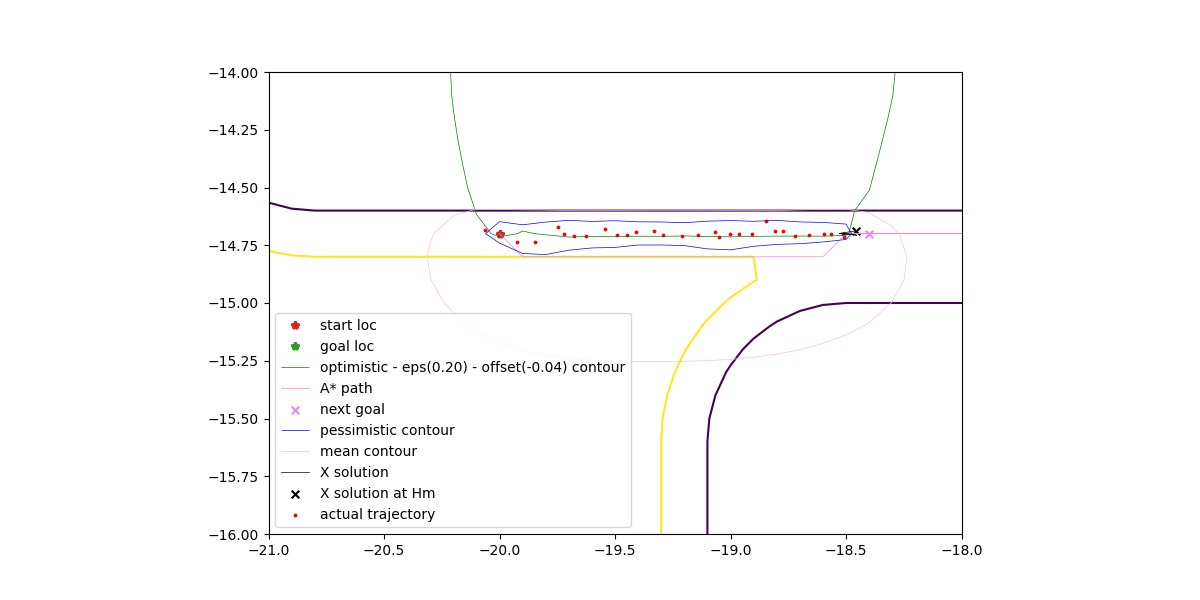 −14.00
−14.25
−14.50
−14.75
−15.00
−15.25
−15.50
−15.75
−16.00
start loc
goal loc
optimistic - eps(0.20) - offset(-0.04) contour
A* path
next goal
pessimistic contour
mean contour
X solution
X solution at Hm
actual trajectory
−21.0 −20.5 −20.0 −19.5 −19.0 −18.5 −18.0